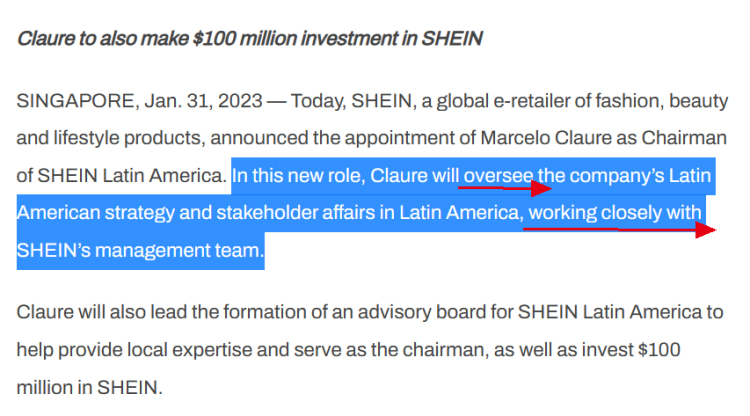 Claure to also make $100 million investment in SHEIN
SINGAPORE, Jan. 31, 2023 — Today, SHEIN, a global e-retailer of fashion, beauty
and lifestyle products, announced the appointment of Marcelo Claure as Chairman
of SHEIN Latin America. In this new role, Claure will oversee the company’s Latin
American strategy and stakeholder affairs in Latin America, working closely with
SHEIN’s management team.
Claure will also lead the formation of an advisory board for SHEIN Latin America to
help provide local expertise and serve as the chairman, as well as invest $100
million in SHEIN.